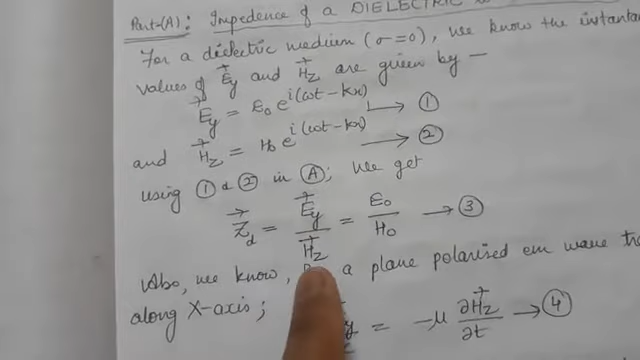 Part-(A): Impedence of a DIELECTRIC
For a dielectric medium (σ=0), we know the instantan
values of E⃗y and H⃗z are given by —
E⃗y = E₀ e^i(ωt-kx) → ①
and H⃗z = H₀ e^i(ωt-kx) → ②
using ① & ② in Ⓐ; we get
Z⃗d = E⃗y / H⃗z = E₀ / H₀ → ③
Also, we know, a plane polarised em wave tr
along X-axis;
y = -μ ∂H⃗z / ∂t → ④